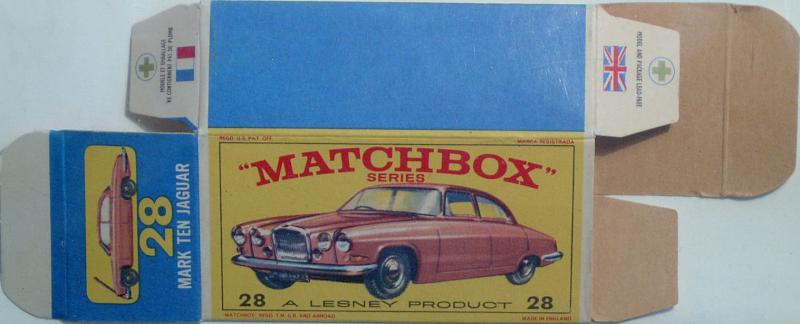 MODELE ET EMBALLAGE
NE CONTIENNENT PAS DE PLOMB
MODEL AND PACKAGE LEAD-FREE
REGD. U.S. PAT. OFF.
MARCA REGISTRADA
"MATCHBOX"
SERIES
28
A LESNEY PRODUCT
28
MATCHBOX REGD. T.M. U.K. AND ABROAD
MADE IN ENGLAND
28
MARK TEN JAGUAR